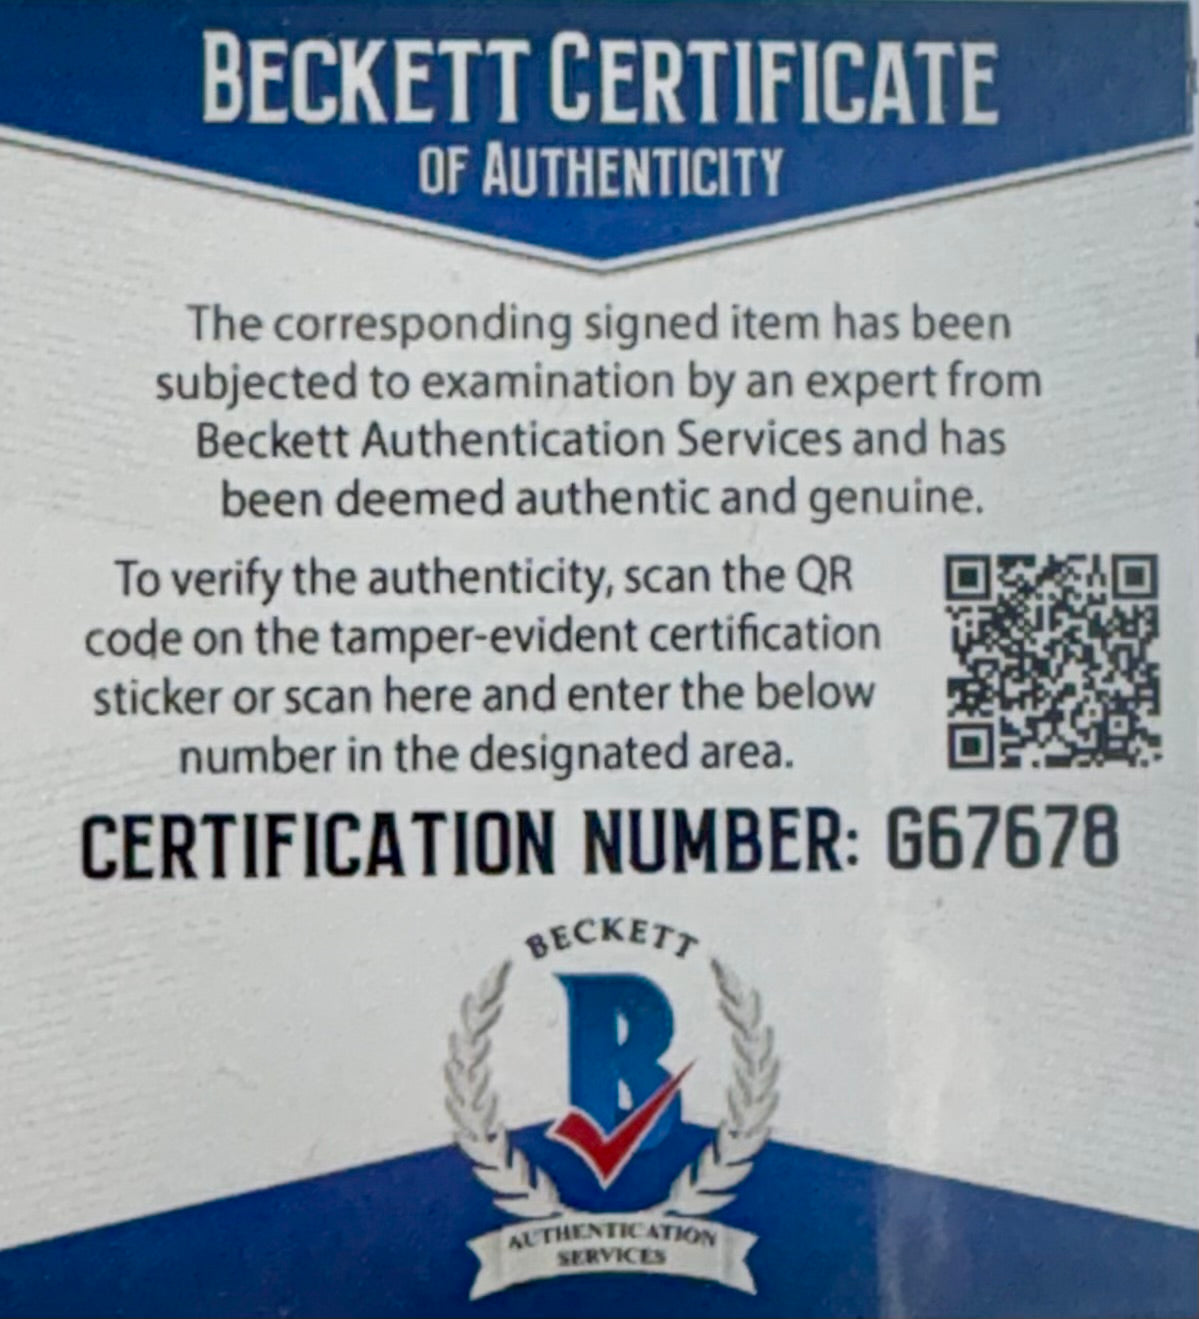 BECKETT CERTIFICATE
OF AUTHENTICITY
The corresponding signed item has been
subjected to examination by an expert from
Beckett Authentication Services and has
been deemed authentic and genuine.
To verify the authenticity, scan the QR
code on the tamper-evident certification
sticker or scan here and enter the below
number in the designated area.
CERTIFICATION NUMBER: G67678
BECKETT
B
AUTHENTICATION
SERVICES